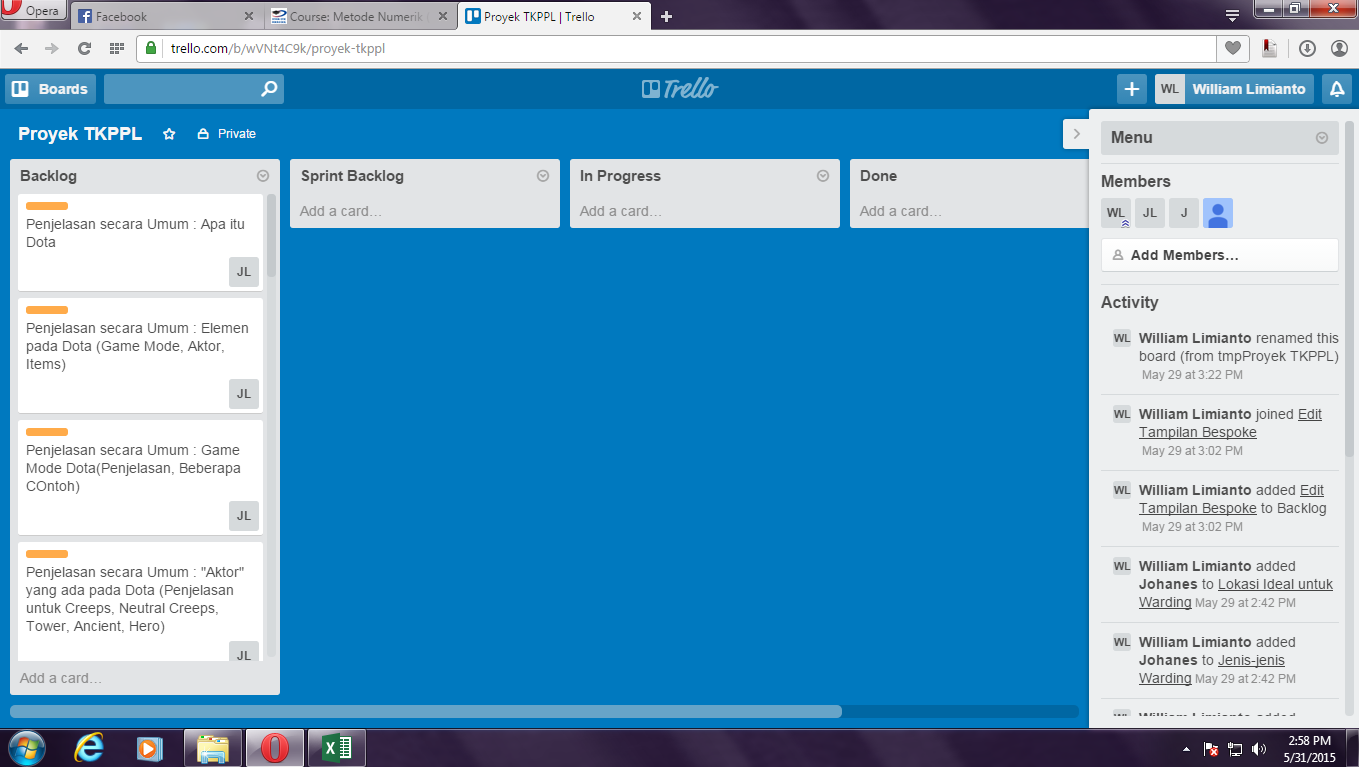 Opera
Facebook
Course: Metode Numerik
Proyek TKPPL | Trello
trello.com/b/wVNt4C9k/proyek-tkppl
Boards
Trello
WL
William Limianto
Proyek TKPPL
Private
Backlog
Penjelasan secara Umum : Apa itu
Dota
JL
Penjelasan secara Umum : Elemen
pada Dota (Game Mode, Aktor,
Items)
JL
Penjelasan secara Umum : Game
Mode Dota(Penjelasan, Beberapa
COntoh)
JL
Penjelasan secara Umum : "Aktor"
yang ada pada Dota (Penjelasan
untuk Creeps, Neutral Creeps,
Tower, Ancient, Hero)
JL
Add a card…
Sprint Backlog
Add a card…
In Progress
Add a card…
Done
Add a card…
Menu
Members
WL JL J
Add Members…
Activity
WL William Limianto renamed this
board (from tmpProyek TKPPL)
May 29 at 3:22 PM
WL William Limianto joined Edit
Tampilan Bespoke
May 29 at 3:02 PM
WL William Limianto added Edit
Tampilan Bespoke to Backlog
May 29 at 3:02 PM
WL William Limianto added
Johanes to Lokasi Ideal untuk
Warding May 29 at 2:42 PM
WL William Limianto added
Johanes to Jenis-jenis
Warding May 29 at 2:42 PM
WL William Limianto added
2:58 PM
5/31/2015